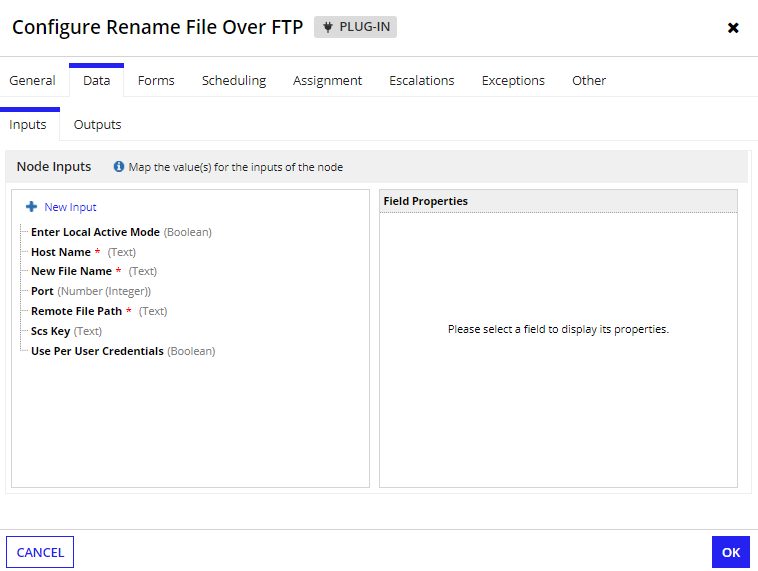 Configure Rename File Over FTP PLUG-IN
General Data Forms Scheduling Assignment Escalations Exceptions Other
Inputs Outputs
Node Inputs Map the value(s) for the inputs of the node
New Input
Enter Local Active Mode (Boolean)
Host Name * (Text)
New File Name * (Text)
Port (Number (Integer))
Remote File Path * (Text)
Scs Key (Text)
Use Per User Credentials (Boolean)
Field Properties
Please select a field to display its properties.
CANCEL OK